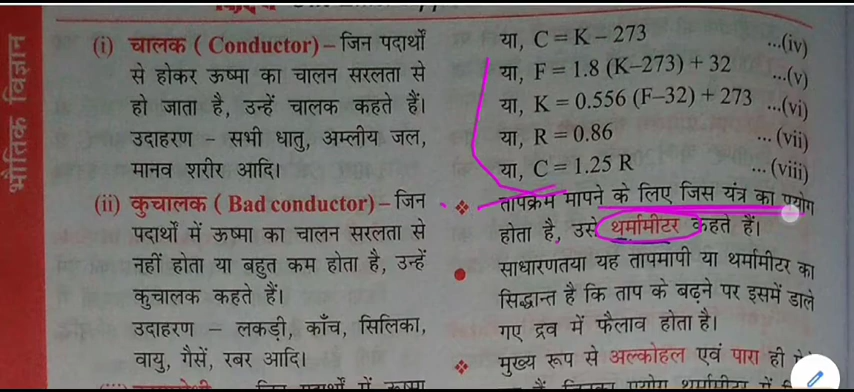 भौतिक विज्ञान
(i) चालक ( Conductor) – जिन पदार्थों
से होकर ऊष्मा का चालन सरलता से
हो जाता है, उन्हें चालक कहते हैं।
उदाहरण – सभी धातु, अम्लीय जल,
मानव शरीर आदि।
(ii) कुचालक ( Bad conductor) – जिन
पदार्थों में ऊष्मा का चालन सरलता से
नहीं होता या बहुत कम होता है, उन्हें
कुचालक कहते हैं।
उदाहरण – लकड़ी, काँच, सिलिका,
वायु, गैसें, रबर आदि।
जिन पदार्थों में ऊष्मा
या, C = K – 273 ...(iv)
या, F = 1.8 (K–273) + 32 ...(v)
या, K = 0.556 (F–32) + 273 ...(vi)
या, R = 0.86 ...(vii)
या, C = 1.25 R ...(viii)
❖ तापक्रम मापने के लिए जिस यंत्र का प्रयोग
होता है, उसे थर्मामीटर कहते हैं।
● साधारणतया यह तापमापी या थर्मामीटर का
सिद्धान्त है कि ताप के बढ़ने पर इसमें डाले
गए द्रव में फैलाव होता है।
❖ मुख्य रूप से अल्कोहल एवं पारा ही